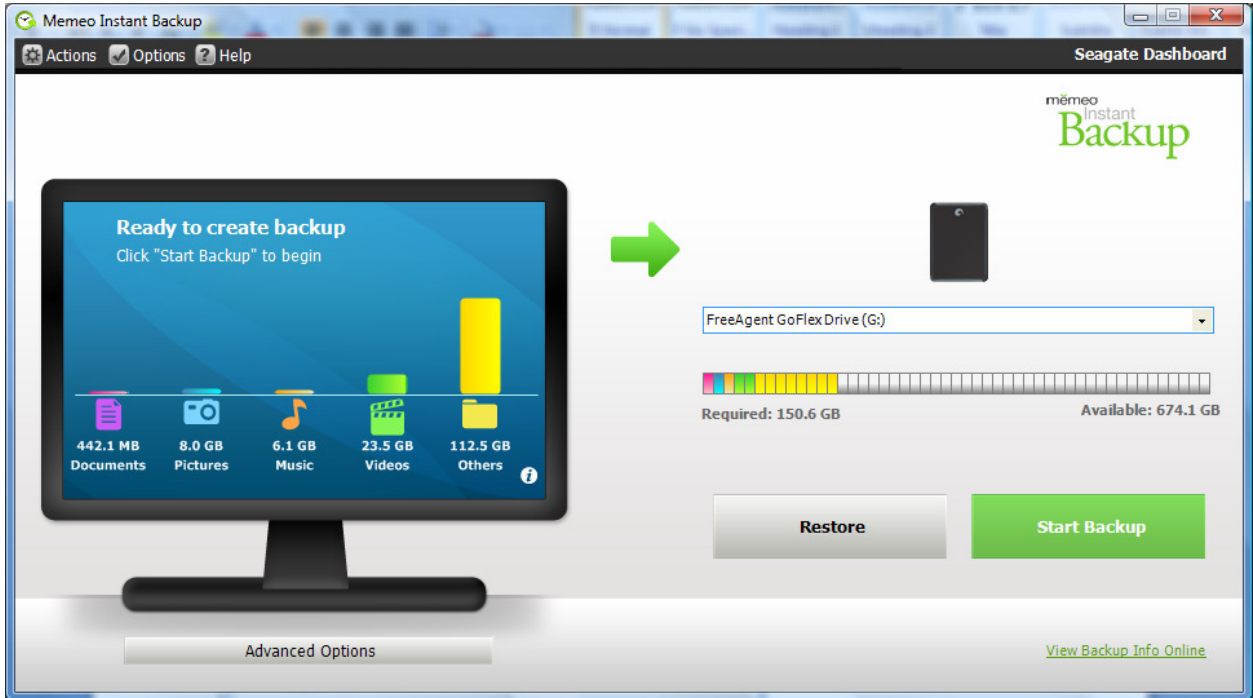 Memeo Instant Backup
Actions Options ? Help
Seagate Dashboard
mēmeo
Instant
Backup
Ready to create backup
Click "Start Backup" to begin
FreeAgent GoFlex Drive (G:)
Required: 150.6 GB
Available: 674.1 GB
442.1 MB 8.0 GB 6.1 GB 23.5 GB 112.5 GB
Documents Pictures Music Videos Others
i
Restore
Start Backup
Advanced Options
View Backup Info Online